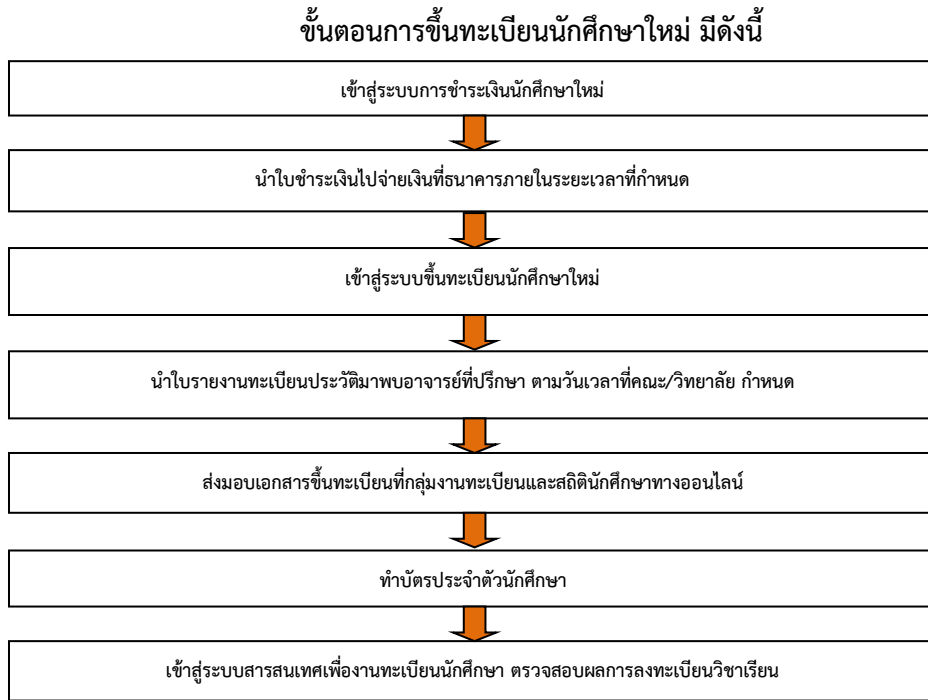 ขั้นตอนการขึ้นทะเบียนนักศึกษาใหม่ มีดังนี้
เข้าสู่ระบบการชำระเงินนักศึกษาใหม่
นำใบชำระเงินไปจ่ายเงินที่ธนาคารภายในระยะเวลาที่กำหนด
เข้าสู่ระบบขึ้นทะเบียนนักศึกษาใหม่
นำใบรายงานทะเบียนประวัติมาพบอาจารย์ที่ปรึกษา ตามวันเวลาที่คณะ/วิทยาลัย กำหนด
ส่งมอบเอกสารขึ้นทะเบียนที่กลุ่มงานทะเบียนและสถิตินักศึกษาทางออนไลน์
ทำบัตรประจำตัวนักศึกษา
เข้าสู่ระบบสารสนเทศเพื่องานทะเบียนนักศึกษา ตรวจสอบผลการลงทะเบียนวิชาเรียน